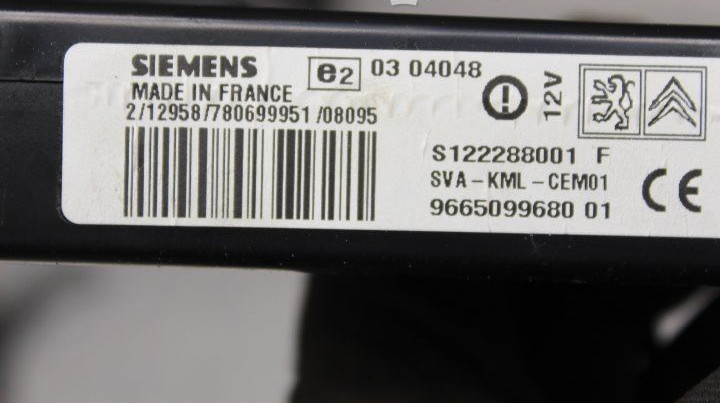 SIEMENS
MADE IN FRANCE
2/12958/780699951/08095
e2 03 04048
12V
S122288001 F
SVA-KML-CEM01
9665099680 01
CE